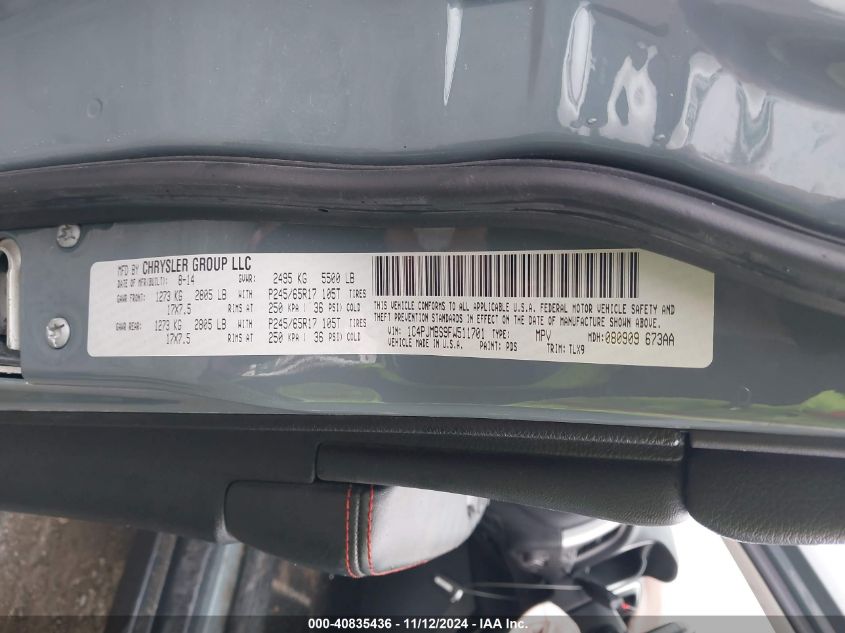 MFD BY CHRYSLER GROUP LLC
DATE OF MFR(BUILT): 8-14 GVWR: 2495 KG 5500 LB
GAWR FRONT: 1273 KG 2805 LB WITH P245/65R17 105T TIRES
17X7.5 RIMS AT 250 KPA ( 36 PSI) COLD
GAWR REAR: 1273 KG 2805 LB WITH P245/65R17 105T TIRES
17X7.5 RIMS AT 250 KPA ( 36 PSI) COLD
THIS VEHICLE CONFORMS TO ALL APPLICABLE U.S.A. FEDERAL MOTOR VEHICLE SAFETY AND
THEFT PREVENTION STANDARDS IN EFFECT ON THE DATE OF MANUFACTURE SHOWN ABOVE.
VIN: 1C4PJMBS9FW511701 TYPE: MPV MDH: 080909 673AA
VEHICLE MADE IN U.S.A. PAINT: PDS TRIM: TLX9
000-40835436 - 11/12/2024 - IAA Inc.